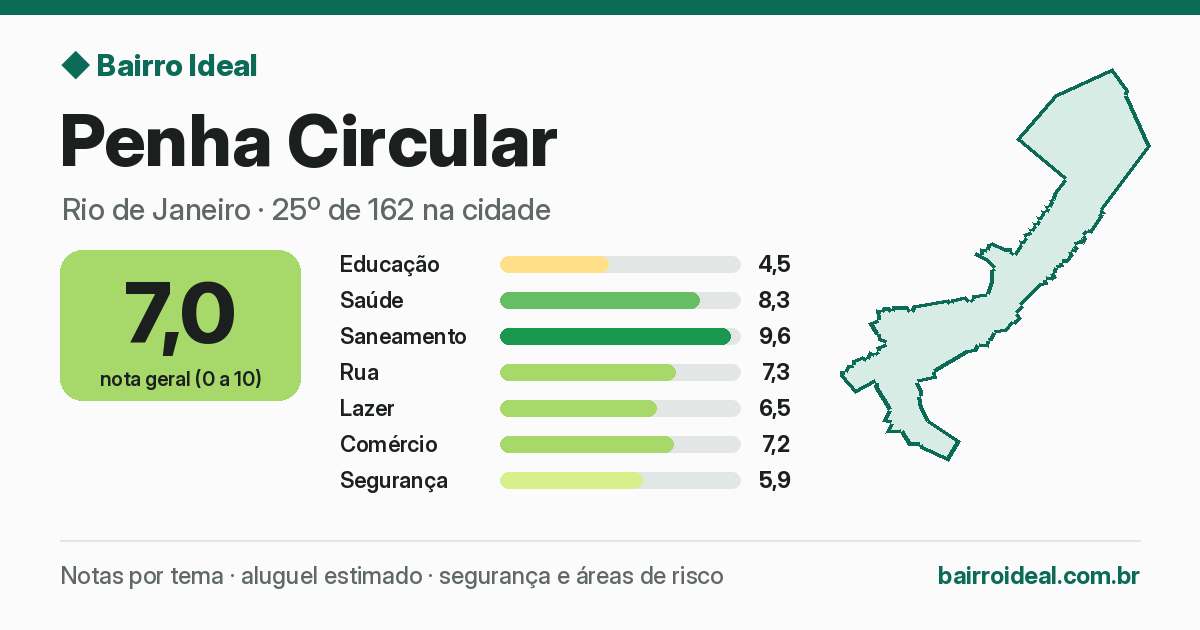 Bairro Ideal
Penha Circular
Rio de Janeiro · 25º de 162 na cidade
7,0
nota geral (0 a 10)
Educação 4,5
Saúde 8,3
Saneamento 9,6
Rua 7,3
Lazer 6,5
Comércio 7,2
Segurança 5,9
Notas por tema · aluguel estimado · segurança e áreas de risco
bairroideal.com.br